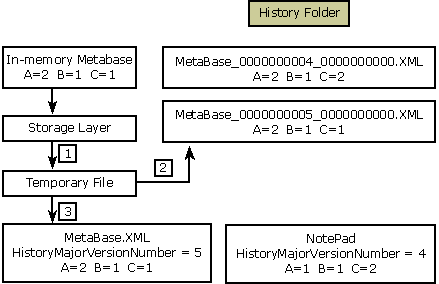 History Folder
In-memory Metabase
A=2 B=1 C=1
MetaBase_0000000004_0000000000.XML
A=2 B=1 C=2
MetaBase_0000000005_0000000000.XML
A=2 B=1 C=1
Storage Layer
1
2
Temporary File
3
MetaBase.XML
HistoryMajorVersionNumber = 5
A=2 B=1 C=1
NotePad
HistoryMajorVersionNumber = 4
A=1 B=1 C=2